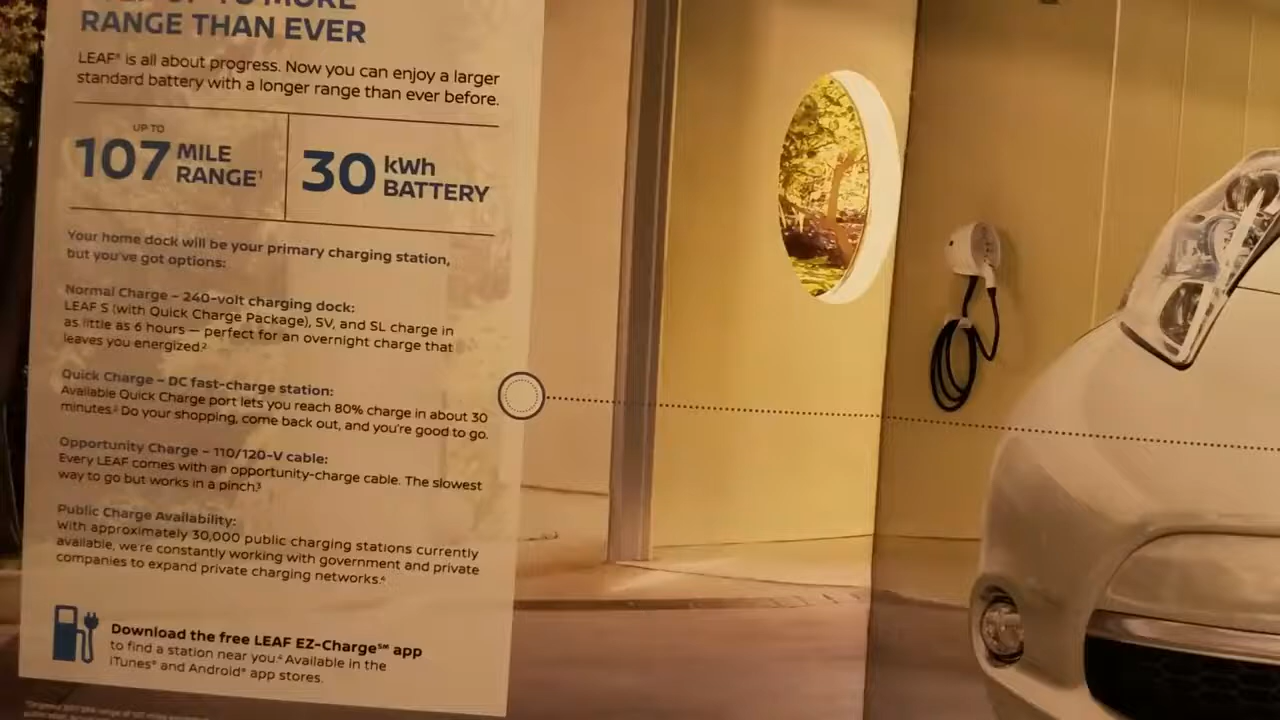 RANGE THAN EVER
LEAF® is all about progress. Now you can enjoy a larger
standard battery with a longer range than ever before.
UP TO
107 MILE
RANGE¹
30 kWh
BATTERY
Your home dock will be your primary charging station,
but you've got options:
Normal Charge – 240-volt charging dock:
LEAF S (with Quick Charge Package), SV, and SL charge in
as little as 6 hours — perfect for an overnight charge that
leaves you energized.²
Quick Charge – DC fast-charge station:
Available Quick Charge port lets you reach 80% charge in about 30
minutes.² Do your shopping, come back out, and you're good to go.
Opportunity Charge – 110/120-V cable:
Every LEAF comes with an opportunity-charge cable. The slowest
way to go but works in a pinch.³
Public Charge Availability:
With approximately 30,000 public charging stations currently
available, we're constantly working with government and private
companies to expand private charging networks.⁴
Download the free LEAF EZ-Charge℠ app
to find a station near you.⁴ Available in the
iTunes® and Android® app stores.